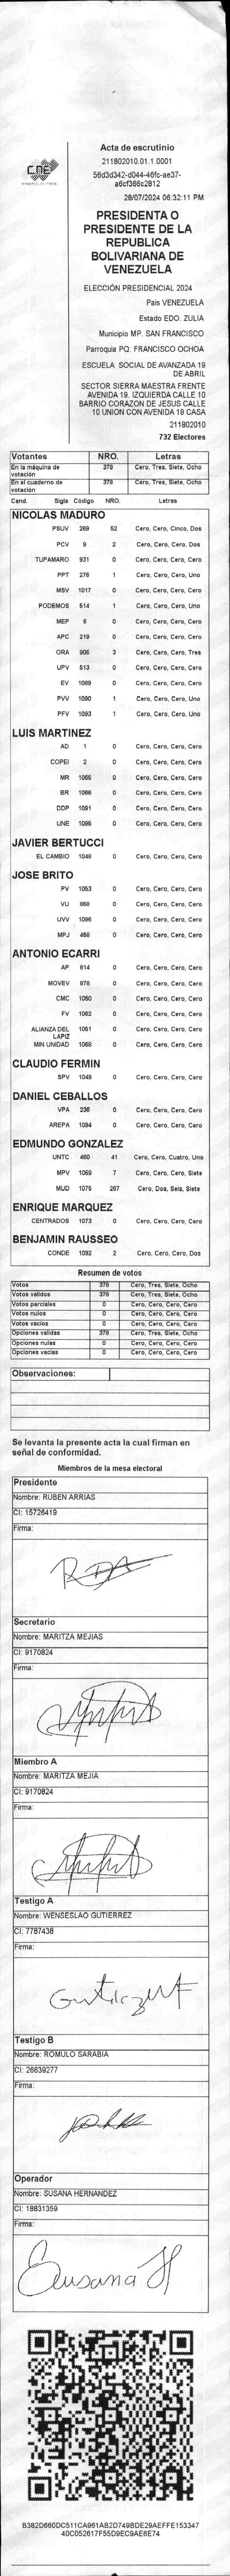 CNE
Acta de escrutinio
211802010.01.1.0001
56d3d342-d044-46fc-ae37-
a6cf366c2812
28/07/2024 06:32:11 PM
PRESIDENTA O
PRESIDENTE DE LA
REPUBLICA
BOLIVARIANA DE
VENEZUELA
ELECCIÓN PRESIDENCIAL 2024
Pais VENEZUELA
Estado EDO. ZULIA
Municipio MP. SAN FRANCISCO
Parroquia PQ. FRANCISCO OCHOA
ESCUELA SOCIAL DE AVANZADA 19
DE ABRIL
SECTOR SIERRA MAESTRA FRENTE
AVENIDA 19. IZQUIERDA CALLE 10
BARRIO CORAZON DE JESUS CALLE
10 UNION CON AVENIDA 19 CASA
211802010
732 Electores
Votantes NRO. Letras
En la máquina de votación 378 Cero, Tres, Siete, Ocho
En el cuaderno de votación 378 Cero, Tres, Siete, Ocho
Cand. Sigla Código NRO. Letras
NICOLAS MADURO
PSUV 269 52 Cero, Cero, Cinco, Dos
PCV 9 2 Cero, Cero, Cero, Dos
TUPAMARO 931 0 Cero, Cero, Cero, Cero
PPT 276 1 Cero, Cero, Cero, Uno
MSV 1017 0 Cero, Cero, Cero, Cero
PODEMOS 514 1 Cero, Cero, Cero, Uno
MEP 6 0 Cero, Cero, Cero, Cero
APC 219 0 Cero, Cero, Cero, Cero
ORA 906 3 Cero, Cero, Cero, Tres
UPV 513 0 Cero, Cero, Cero, Cero
EV 1089 0 Cero, Cero, Cero, Cero
PVV 1090 1 Cero, Cero, Cero, Uno
PFV 1093 1 Cero, Cero, Cero, Uno
LUIS MARTINEZ
AD 1 0 Cero, Cero, Cero, Cero
COPEI 2 0 Cero, Cero, Cero, Cero
MR 1065 0 Cero, Cero, Cero, Cero
BR 1066 0 Cero, Cero, Cero, Cero
DDP 1091 0 Cero, Cero, Cero, Cero
UNE 1095 0 Cero, Cero, Cero, Cero
JAVIER BERTUCCI
EL CAMBIO 1048 0 Cero, Cero, Cero, Cero
JOSE BRITO
PV 1053 0 Cero, Cero, Cero, Cero
VU 868 0 Cero, Cero, Cero, Cero
UVV 1096 0 Cero, Cero, Cero, Cero
MPJ 458 0 Cero, Cero, Cero, Cero
ANTONIO ECARRI
AP 814 0 Cero, Cero, Cero, Cero
MOVEV 978 0 Cero, Cero, Cero, Cero
CMC 1050 0 Cero, Cero, Cero, Cero
FV 1062 0 Cero, Cero, Cero, Cero
ALIANZA DEL LAPIZ 1051 0 Cero, Cero, Cero, Cero
MIN UNIDAD 1068 0 Cero, Cero, Cero, Cero
CLAUDIO FERMIN
SPV 1049 0 Cero, Cero, Cero, Cero
DANIEL CEBALLOS
VPA 236 0 Cero, Cero, Cero, Cero
AREPA 1094 0 Cero, Cero, Cero, Cero
EDMUNDO GONZALEZ
UNTC 460 41 Cero, Cero, Cuatro, Uno
MPV 1069 7 Cero, Cero, Cero, Siete
MUD 1075 267 Cero, Dos, Seis, Siete
ENRIQUE MARQUEZ
CENTRADOS 1073 0 Cero, Cero, Cero, Cero
BENJAMIN RAUSSEO
CONDE 1092 2 Cero, Cero, Cero, Dos
Resumen de votos
Votos 378 Cero, Tres, Siete, Ocho
Votos validos 378 Cero, Tres, Siete, Ocho
Votos parciales 0 Cero, Cero, Cero, Cero
Votos nulos 0 Cero, Cero, Cero, Cero
Votos vacios 0 Cero, Cero, Cero, Cero
Opciones validas 378 Cero, Tres, Siete, Ocho
Opciones nulas 0 Cero, Cero, Cero, Cero
Opciones vacias 0 Cero, Cero, Cero, Cero
Observaciones:
Se levanta la presente acta la cual firman en
señal de conformidad.
Miembros de la mesa electoral
Presidente
Nombre: RUBEN ARRIAS
CI: 15726419
Firma:
Secretario
Nombre: MARITZA MEJIAS
CI: 9170824
Firma:
Miembro A
Nombre: MARITZA MEJIA
CI: 9170824
Firma:
Testigo A
Nombre: WENSESLAO GUTIERREZ
CI: 7787438
Firma:
Testigo B
Nombre: ROMULO SARABIA
CI: 26639277
Firma:
Operador
Nombre: SUSANA HERNANDEZ
CI: 18831359
Firma:
Susana H
B382D660DC511CA961AB2D749BDE29AEFFE153347
40C052617F55D9EC9AE6E74